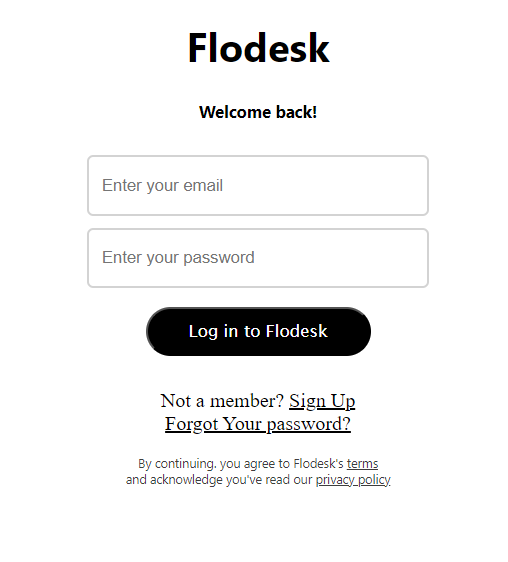 Flodesk
Welcome back!
Enter your email
Enter your password
Log in to Flodesk
Not a member? Sign Up
Forgot Your password?
By continuing. you agree to Flodesk's terms
and acknowledge you've read our privacy policy